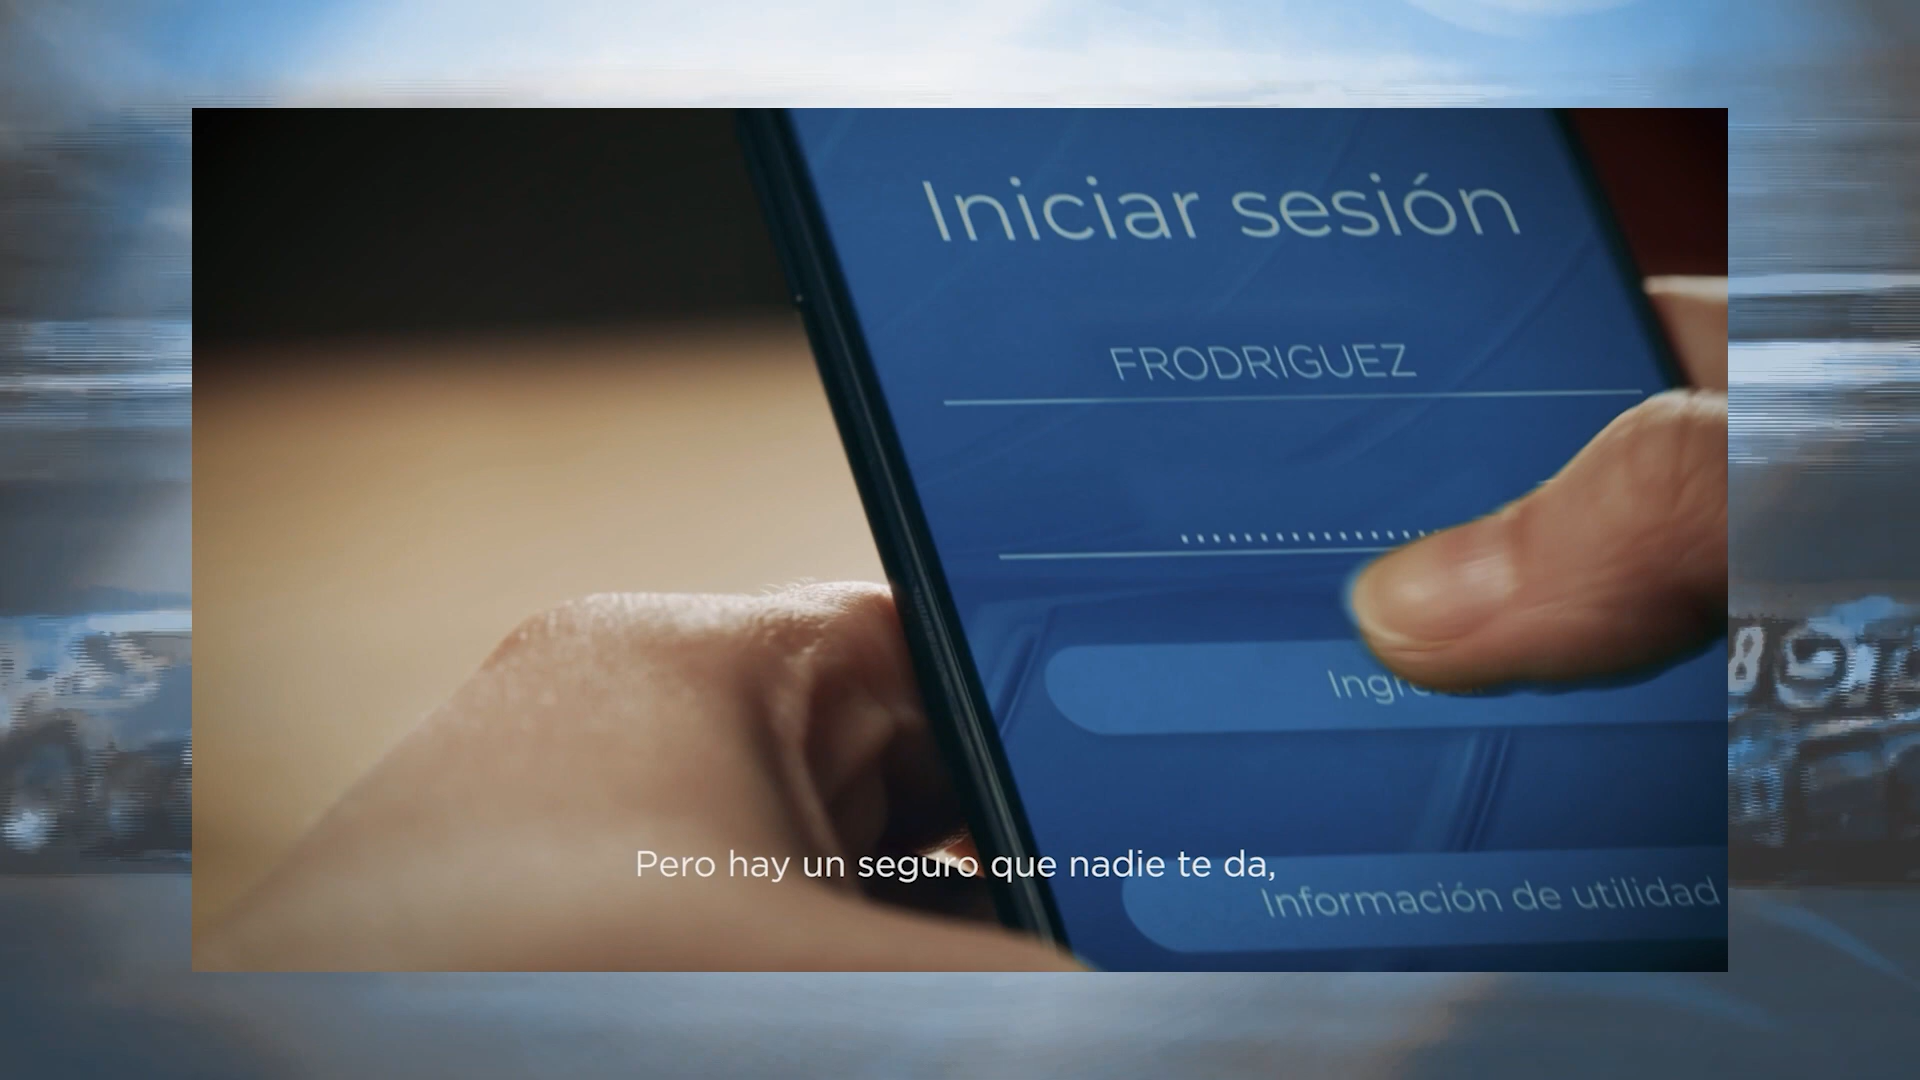 Iniciar sesión
FRODRIGUEZ
Información de utilidad
Pero hay un seguro que nadie te da,